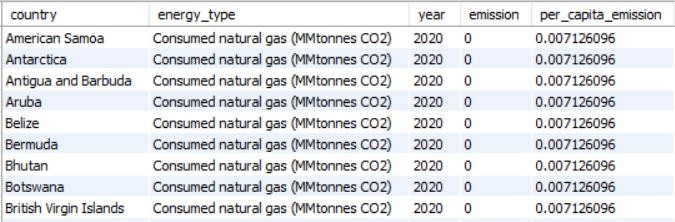 country energy_type year emission per_capita_emission
American Samoa Consumed natural gas (MMtonnes CO2) 2020 0 0.007126096
Antarctica Consumed natural gas (MMtonnes CO2) 2020 0 0.007126096
Antigua and Barbuda Consumed natural gas (MMtonnes CO2) 2020 0 0.007126096
Aruba Consumed natural gas (MMtonnes CO2) 2020 0 0.007126096
Belize Consumed natural gas (MMtonnes CO2) 2020 0 0.007126096
Bermuda Consumed natural gas (MMtonnes CO2) 2020 0 0.007126096
Bhutan Consumed natural gas (MMtonnes CO2) 2020 0 0.007126096
Botswana Consumed natural gas (MMtonnes CO2) 2020 0 0.007126096
British Virgin Islands Consumed natural gas (MMtonnes CO2) 2020 0 0.007126096